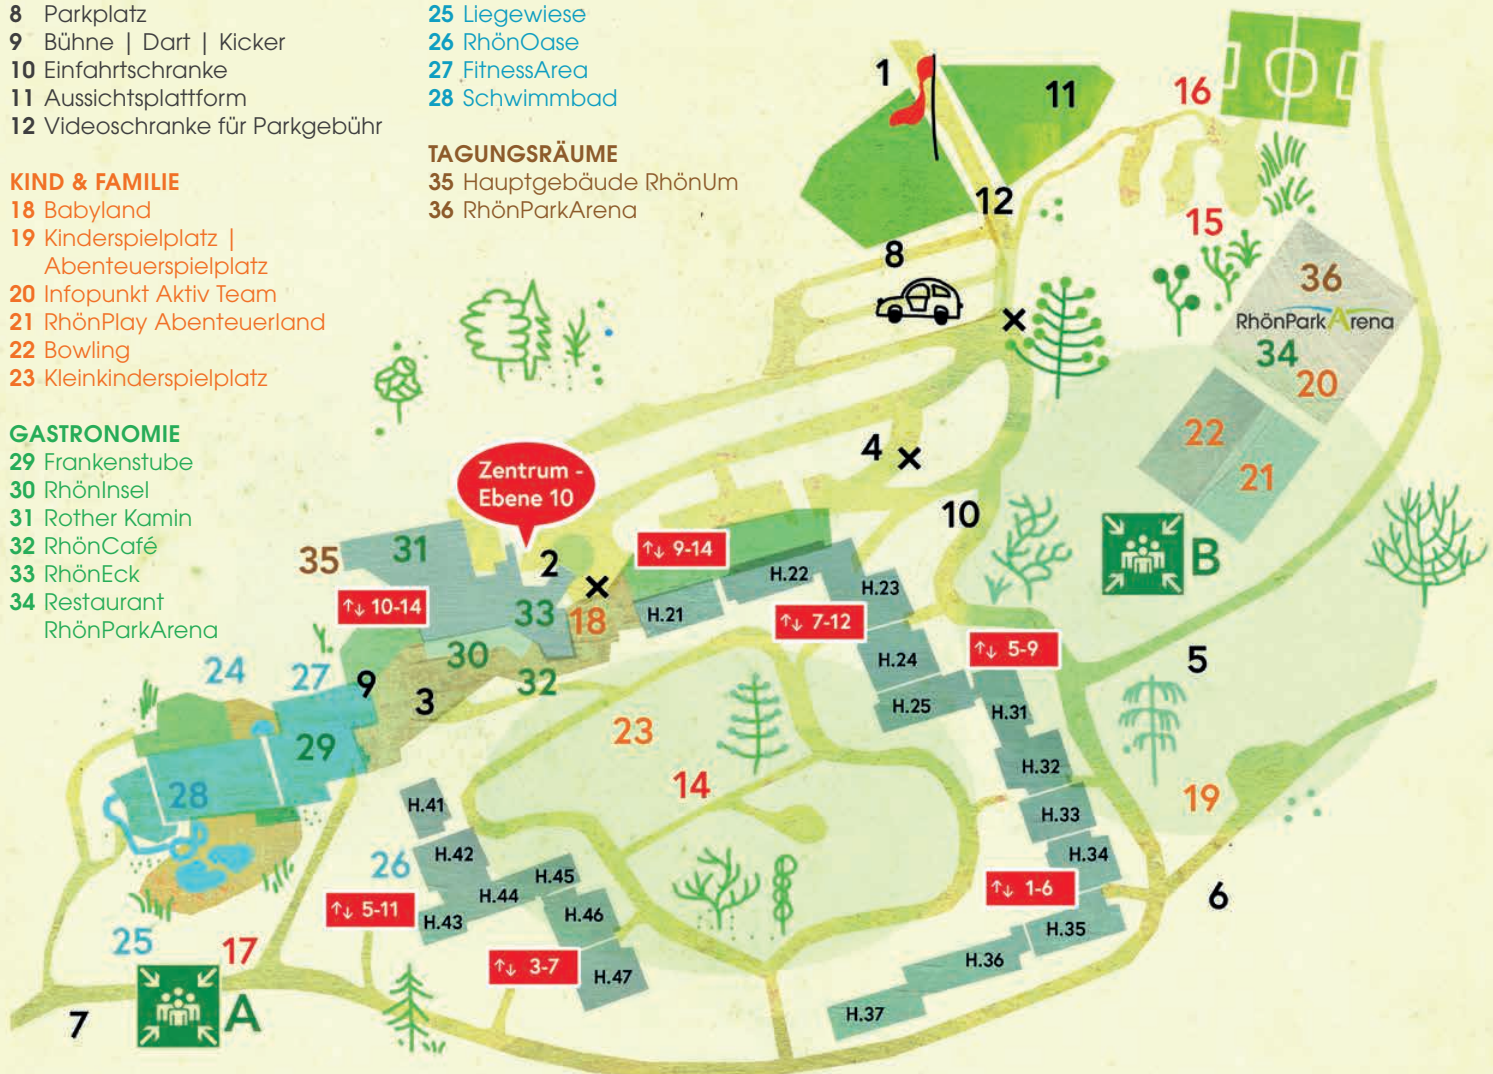 8 Parkplatz
9 Bühne | Dart | Kicker
10 Einfahrtschranke
11 Aussichtsplattform
12 Videoschranke für Parkgebühr
KIND & FAMILIE
18 Babyland
19 Kinderspielplatz |
Abenteuerspielplatz
20 Infopunkt Aktiv Team
21 RhönPlay Abenteuerland
22 Bowling
23 Kleinkinderspielplatz
GASTRONOMIE
29 Frankenstube
30 RhönInsel
31 Rother Kamin
32 RhönCafé
33 RhönEck
34 Restaurant
RhönParkArena
25 Liegewiese
26 RhönOase
27 FitnessArea
28 Schwimmbad
TAGUNGSRÄUME
35 Hauptgebäude RhönUm
36 RhönParkArena
1
11
16
12
15
8
36
RhönParkArena
34
20
22
21
4
10
Zentrum -
Ebene 10
B
35
31
2
↑↓ 9-14
↑↓ 10-14
33
18
H.21
H.22
H.23
↑↓ 7-12
↑↓ 5-9
5
24
27
9
30
3
32
H.24
H.25
H.31
29
23
14
H.32
19
28
H.41
H.33
26
H.42
H.34
H.45
H.44
↑↓ 1-6
6
↑↓ 5-11
H.43
H.46
H.35
25
17
↑↓ 3-7
H.47
H.36
7
A
H.37